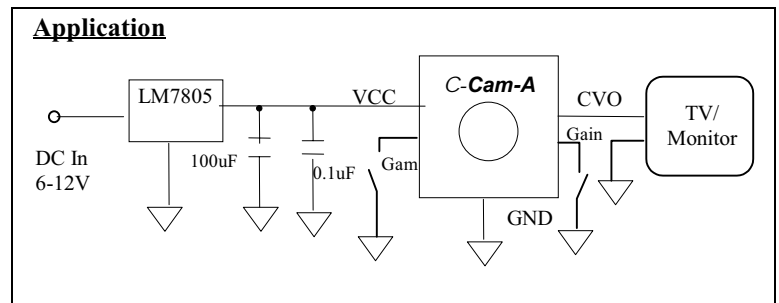 Application
LM7805
VCC
C-Cam-A
CVO
TV/
Monitor
DC In
6-12V
100uF
0.1uF
Gam
Gain
GND